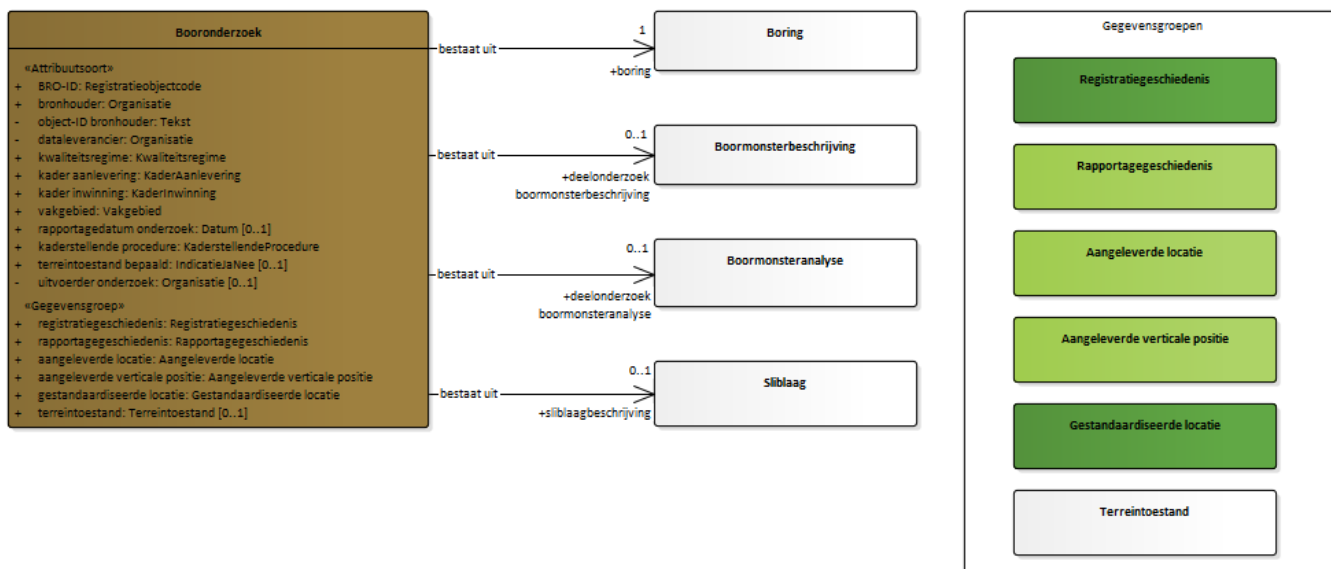 Booronderzoek
«Attribuutsoort»
+ BRO-ID: Registratieobjectcode
+ bronhouder: Organisatie
- object-ID bronhouder: Tekst
- dataleverancier: Organisatie
+ kwaliteitsregime: Kwaliteitsregime
+ kader aanlevering: KaderAanlevering
+ kader inwinning: KaderInwinning
+ vakgebied: Vakgebied
+ rapportagedatum onderzoek: Datum [0..1]
+ kaderstellende procedure: KaderstellendeProcedure
+ terreintoestand bepaald: IndicatieJaNee [0..1]
- uitvoerder onderzoek: Organisatie [0..1]
«Gegevensgroep»
+ registratiegeschiedenis: Registratiegeschiedenis
+ rapportagegeschiedenis: Rapportagegeschiedenis
+ aangeleverde locatie: Aangeleverde locatie
+ aangeleverde verticale positie: Aangeleverde verticale positie
+ gestandaardiseerde locatie: Gestandaardiseerde locatie
+ terreintoestand: Terreintoestand [0..1]
bestaat uit
1
+boring
Boring
bestaat uit
0..1
+deelonderzoek
boormonsterbeschrijving
Boormonsterbeschrijving
bestaat uit
0..1
+deelonderzoek
boormonsteranalyse
Boormonsteranalyse
bestaat uit
0..1
+sliblaagbeschrijving
Sliblaag
Gegevensgroepen
Registratiegeschiedenis
Rapportagegeschiedenis
Aangeleverde locatie
Aangeleverde verticale positie
Gestandaardiseerde locatie
Terreintoestand